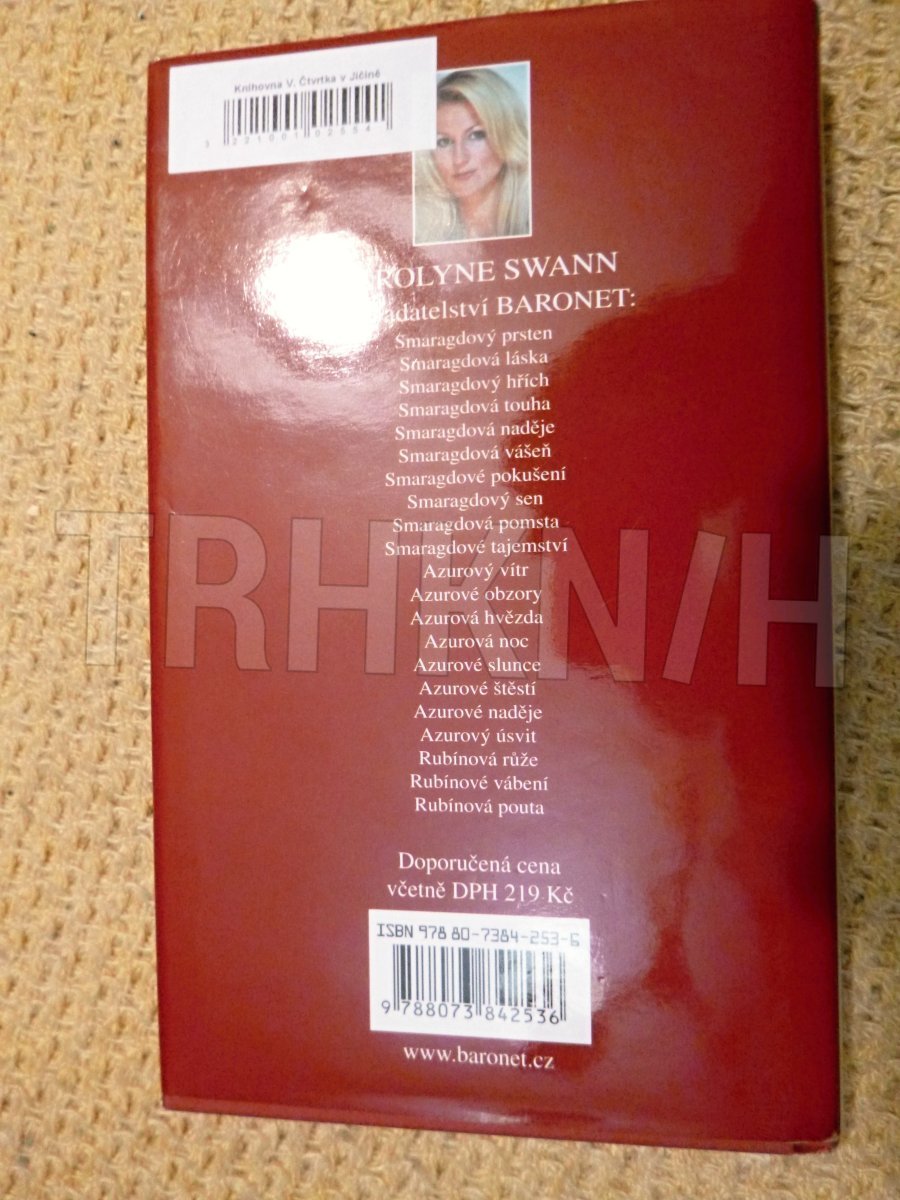 Knihovna V. Čtvrtka v Jičíně
ROLYNE SWANN
adatelství BARONET:
Smaragdový prsten
Smaragdová láska
Smaragdový hřích
Smaragdová touha
Smaragdová naděje
Smaragdová vášeň
Smaragdové pokušení
Smaragdový sen
Smaragdová pomsta
Smaragdové tajemství
Azurový vítr
Azurové obzory
Azurová hvězda
Azurová noc
Azurové slunce
Azurové štěstí
Azurové naděje
Azurový úsvit
Rubínová růže
Rubínové vábení
Rubínová pouta
TRHKNIH
Doporučená cena
včetně DPH 219 Kč
ISBN 978 80-7384-253-6
9 788073 842536
www.baronet.cz